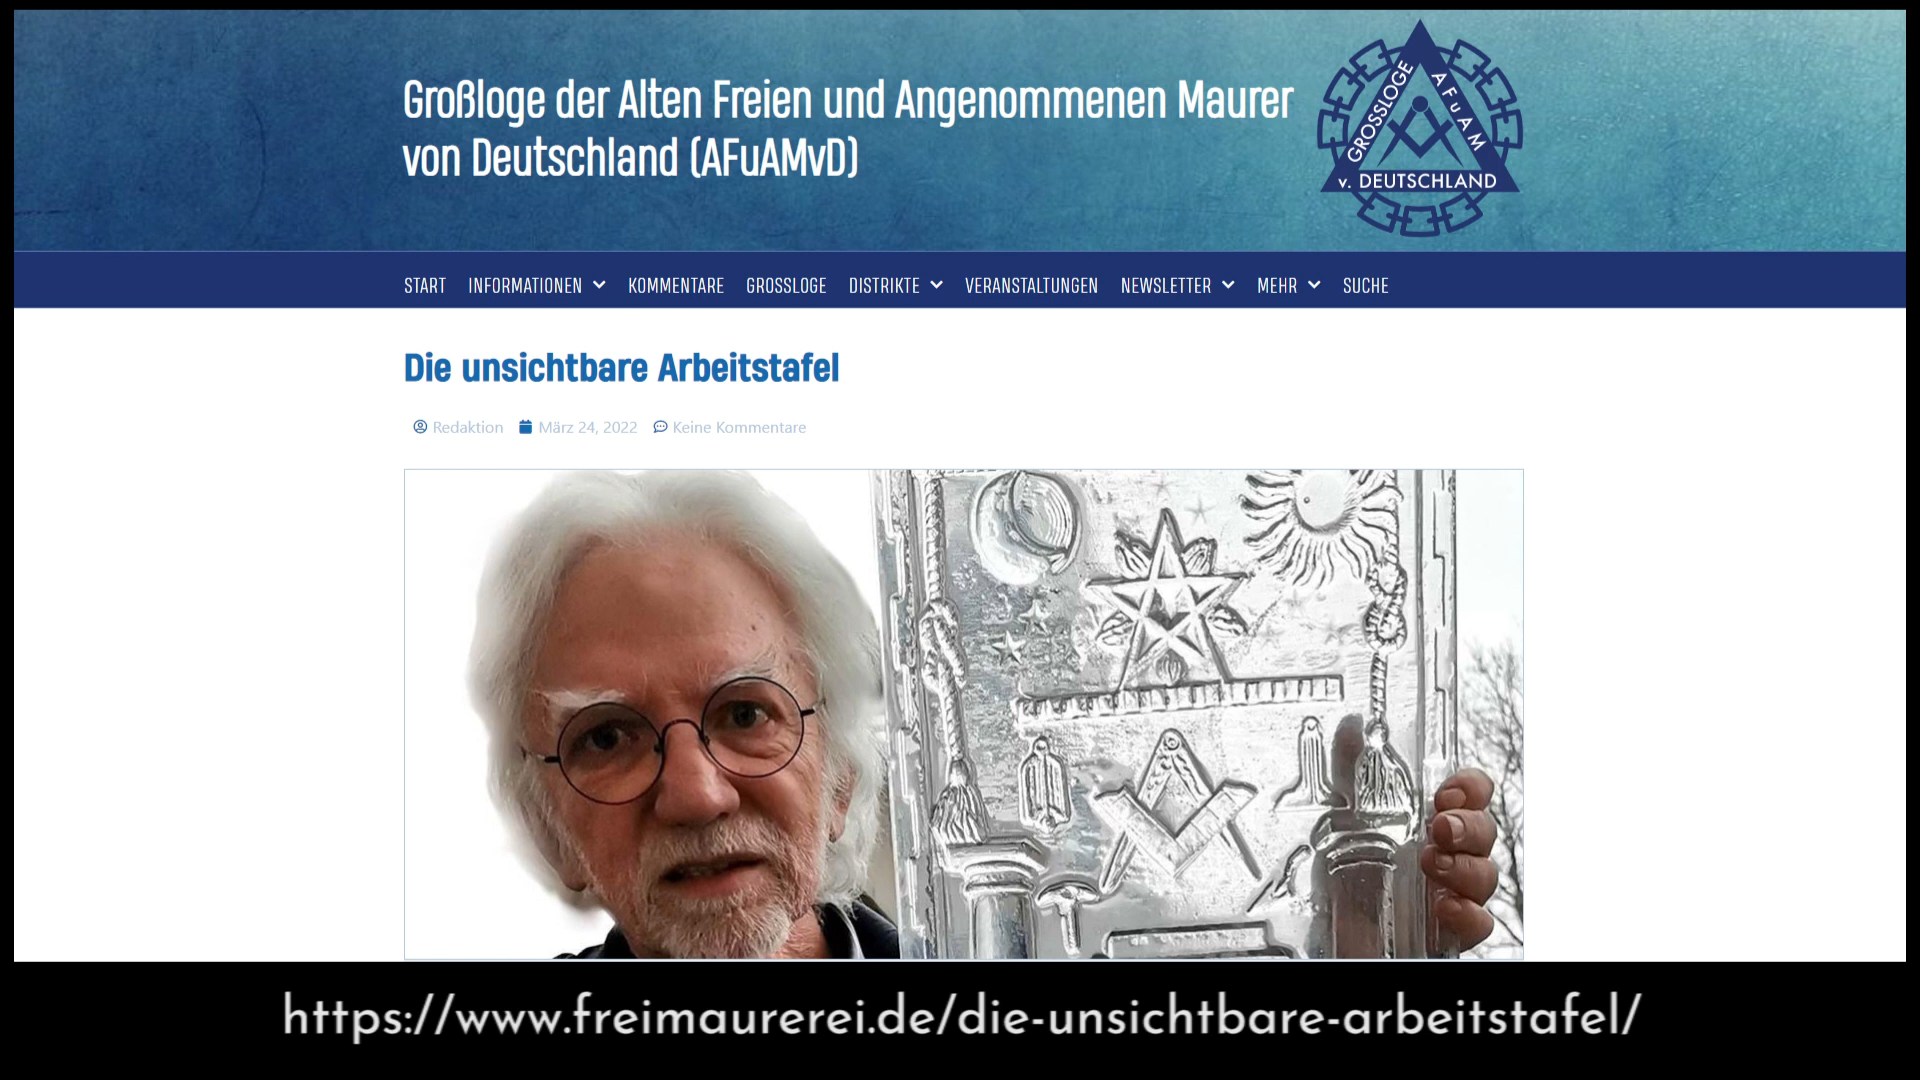 Großloge der Alten Freien und Angenommenen Maurer
von Deutschland (AFuAMvD)
GROSSLOGE
AFuAM
v. DEUTSCHLAND
START INFORMATIONEN KOMMENTARE GROSSLOGE DISTRIKTE VERANSTALTUNGEN NEWSLETTER MEHR SUCHE
Die unsichtbare Arbeitstafel
Redaktion März 24, 2022 Keine Kommentare
https://www.freimaurerei.de/die-unsichtbare-arbeitstafel/